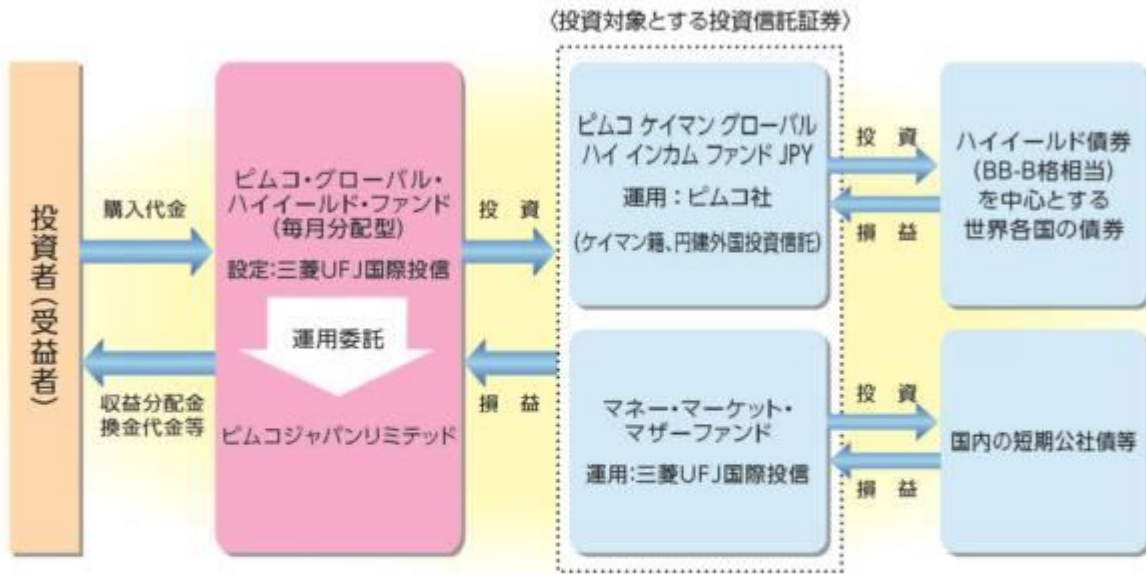 〈投資対象とする投資信託証券〉
投資者(受益者)
購入代金
収益分配金
換金代金等
ピムコ・グローバル・
ハイイールド・ファンド
(毎月分配型)
設定:三菱UFJ国際投信
運用委託
ピムコジャパンリミテッド
投 資
損 益
ピムコ ケイマン グローバル
ハイ インカム ファンド JPY
運用：ピムコ社
(ケイマン籍、円建外国投資信託)
投 資
損 益
ハイイールド債券
(BB-B格相当)
を中心とする
世界各国の債券
マネー・マーケット・
マザーファンド
運用:三菱UFJ国際投信
投 資
損 益
国内の短期公社債等